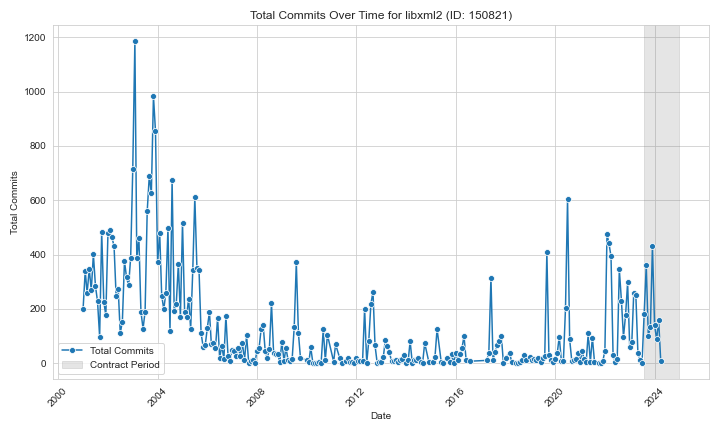 Total Commits Over Time for libxml2 (ID: 150821)
Total Commits
1200
1000
800
600
400
200
0
Total Commits
Contract Period
2000
2004
2008
2012
2016
2020
2024
Date